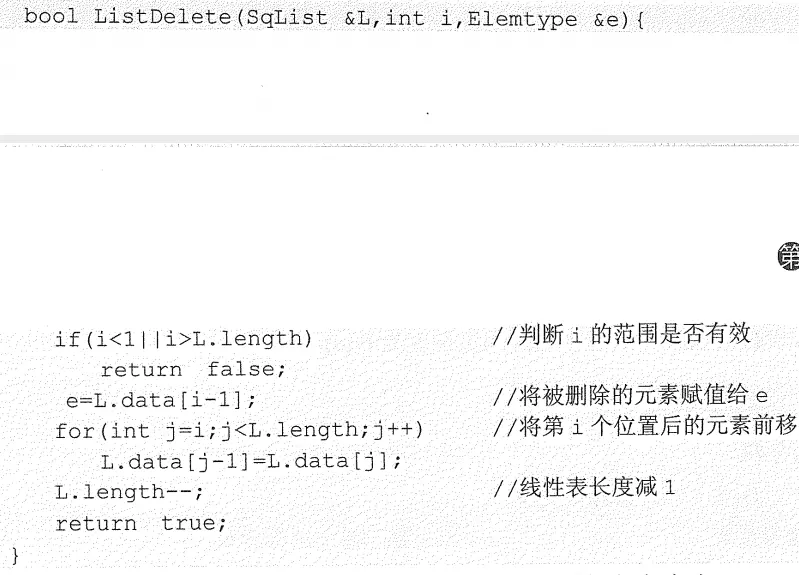 bool ListDelete(SqList &L,int i,Elemtype &e){
第
if(i<1||i>L.length) //判断 i 的范围是否有效
return false;
e=L.data[i-1]; //将被删除的元素赋值给 e
for(int j=i;j<L.length;j++) //将第 i 个位置后的元素前移
L.data[j-1]=L.data[j];
L.length--; //线性表长度减 1
return true;
}